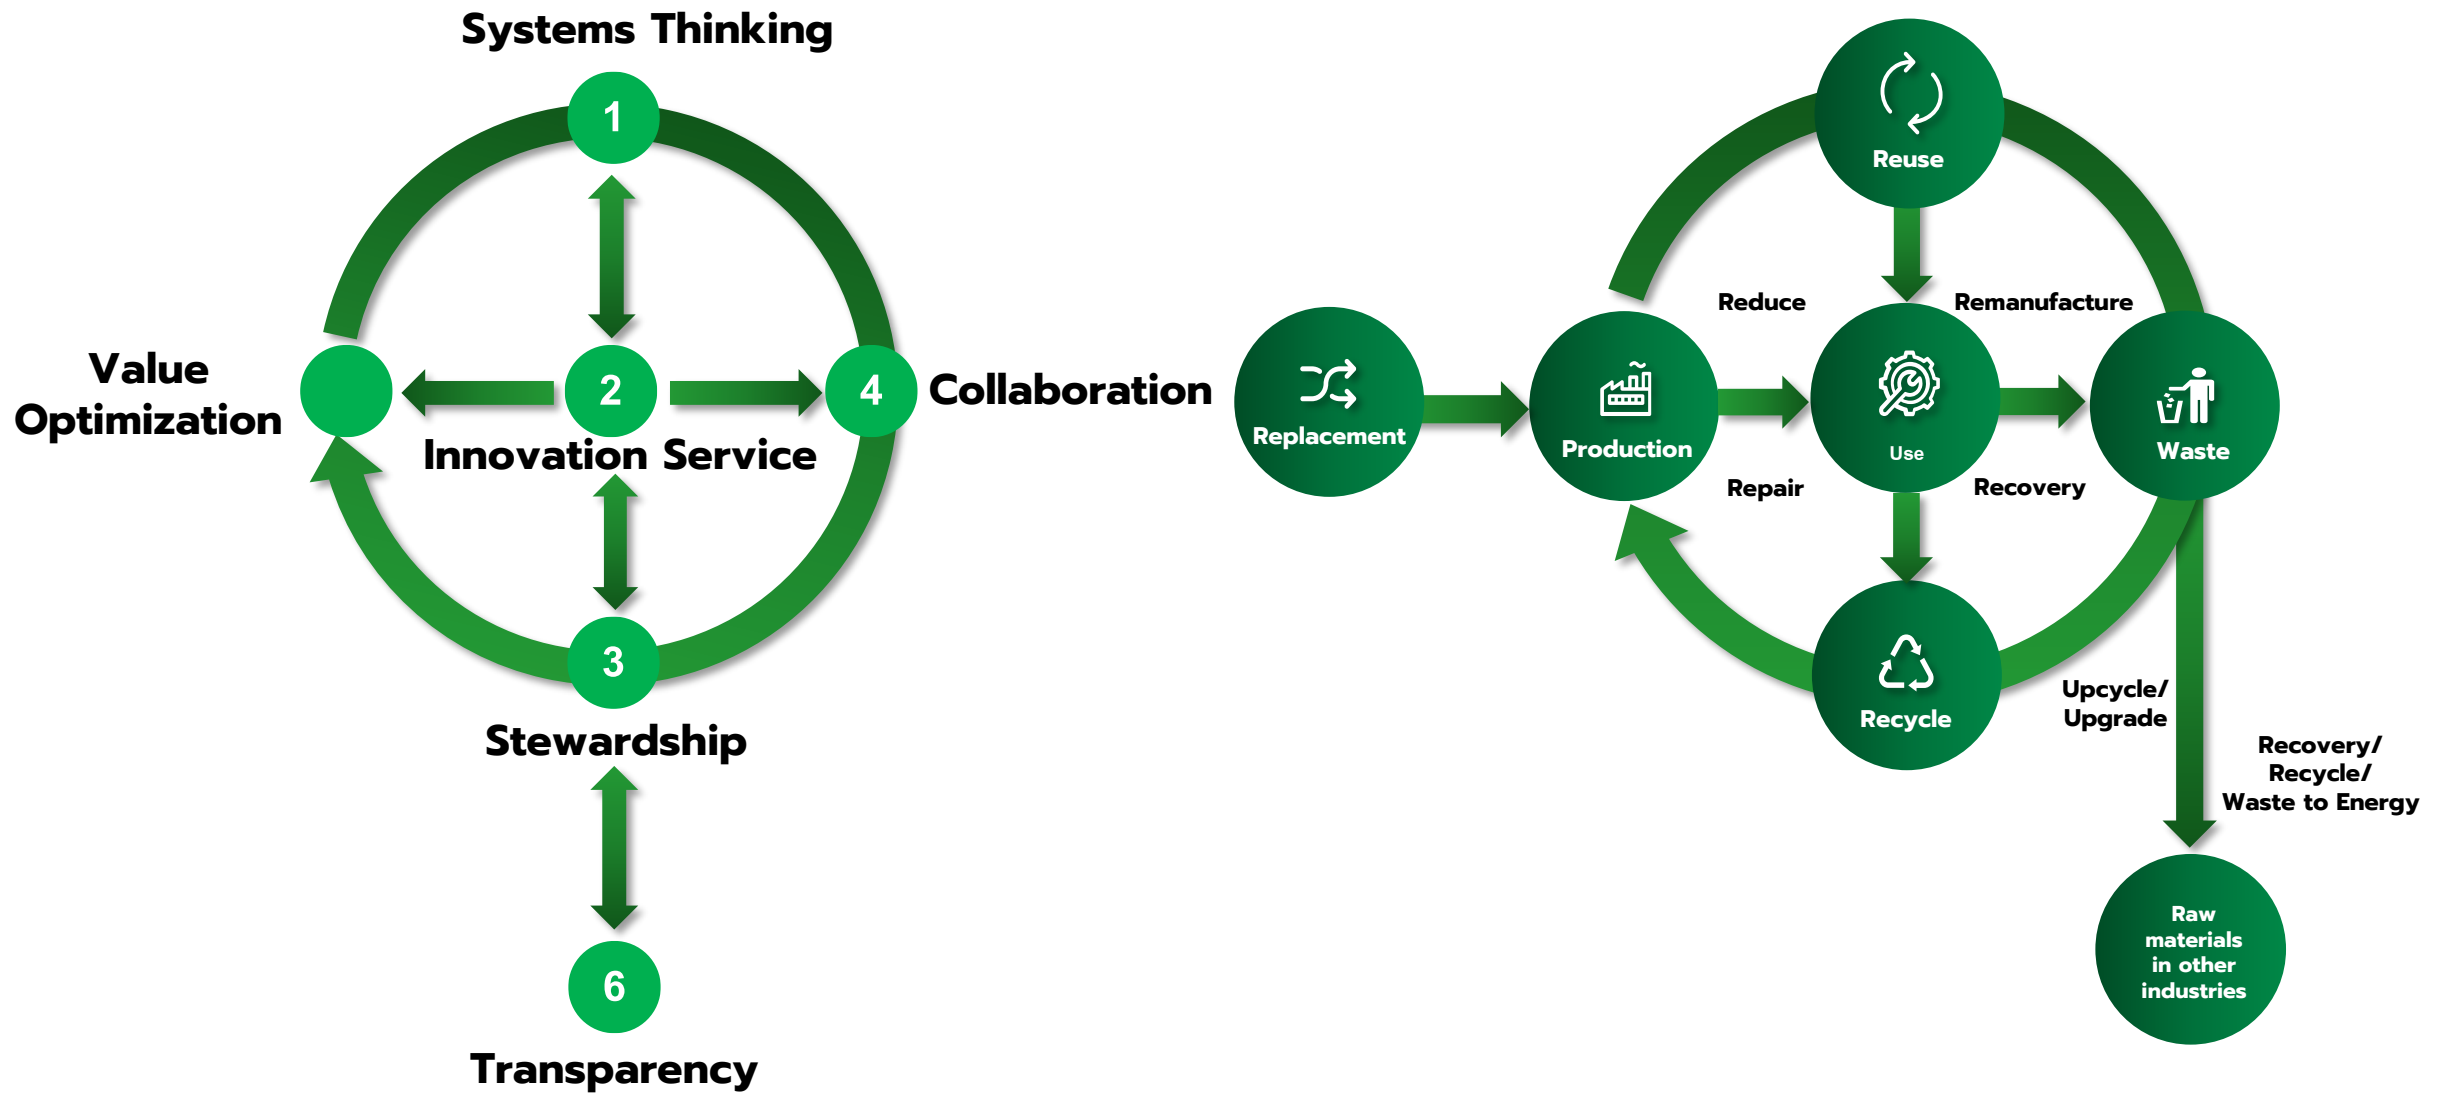 Systems Thinking
1
Value
Optimization
2
Innovation Service
4
Collaboration
3
Stewardship
6
Transparency
Reuse
Reduce
Remanufacture
Replacement
Production
Use
Waste
Repair
Recovery
Recycle
Upcycle/
Upgrade
Recovery/
Recycle/
Waste to Energy
Raw
materials
in other
industries